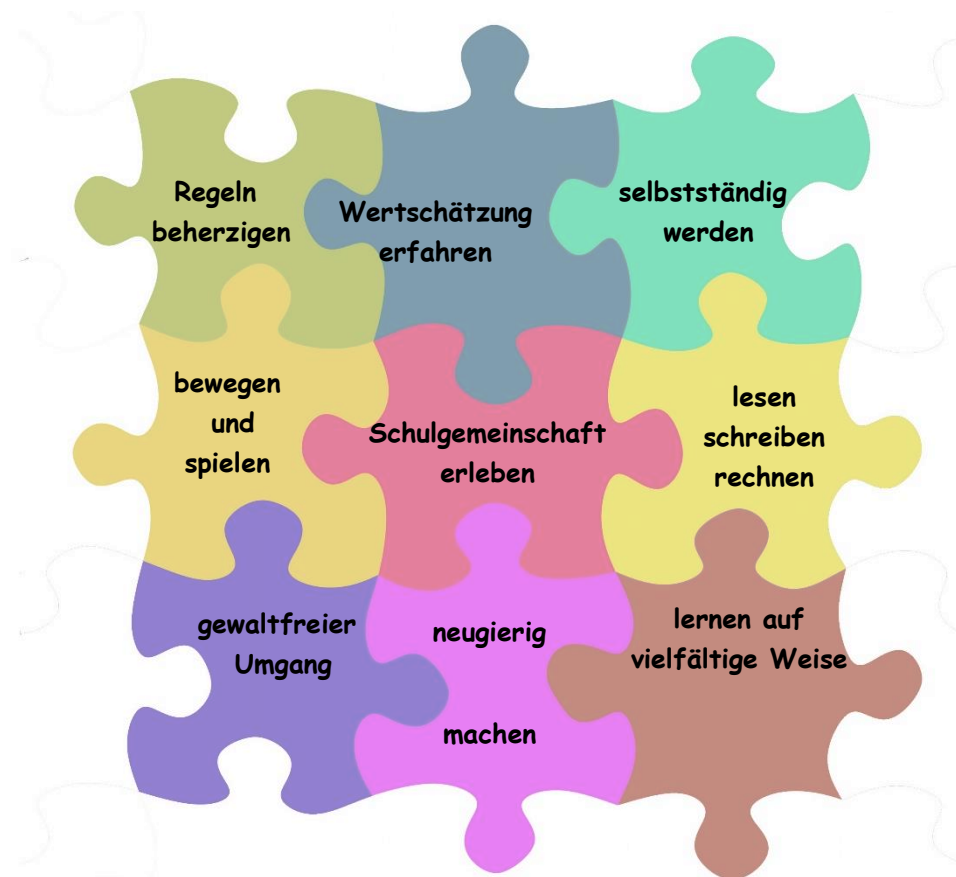 Regeln
beherzigen
Wertschätzung
erfahren
selbstständig
werden
bewegen
und
spielen
Schulgemeinschaft
erleben
lesen
schreiben
rechnen
gewaltfreier
Umgang
neugierig
machen
lernen auf
vielfältige Weise